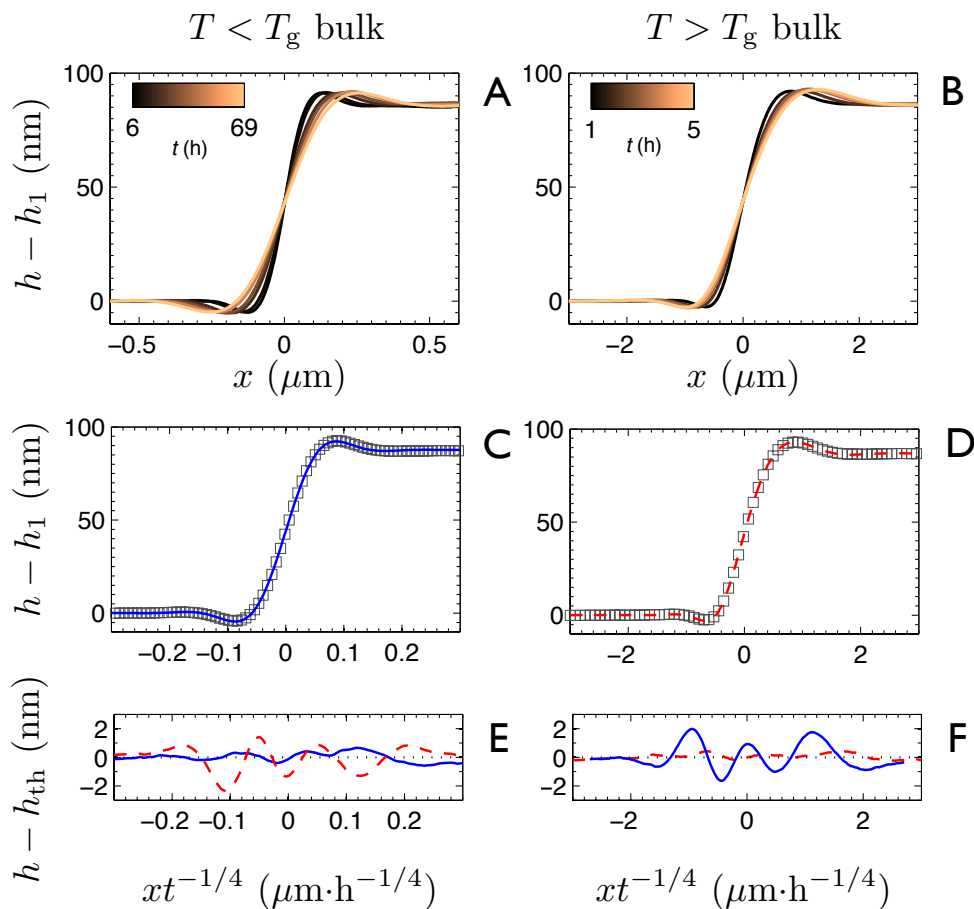 T < Tg bulk
T > Tg bulk
h − h1 (nm)
100
50
0
6
69
t (h)
A
−0.5
0
0.5
x (μm)
100
50
0
1
5
t (h)
B
−2
0
2
x (μm)
h − h1 (nm)
100
50
0
C
−0.2
−0.1
0
0.1
0.2
100
50
0
D
−2
0
2
h − hth (nm)
2
0
−2
E
−0.2
−0.1
0
0.1
0.2
xt−1/4 (μm·h−1/4)
2
0
−2
F
−2
0
2
xt−1/4 (μm·h−1/4)